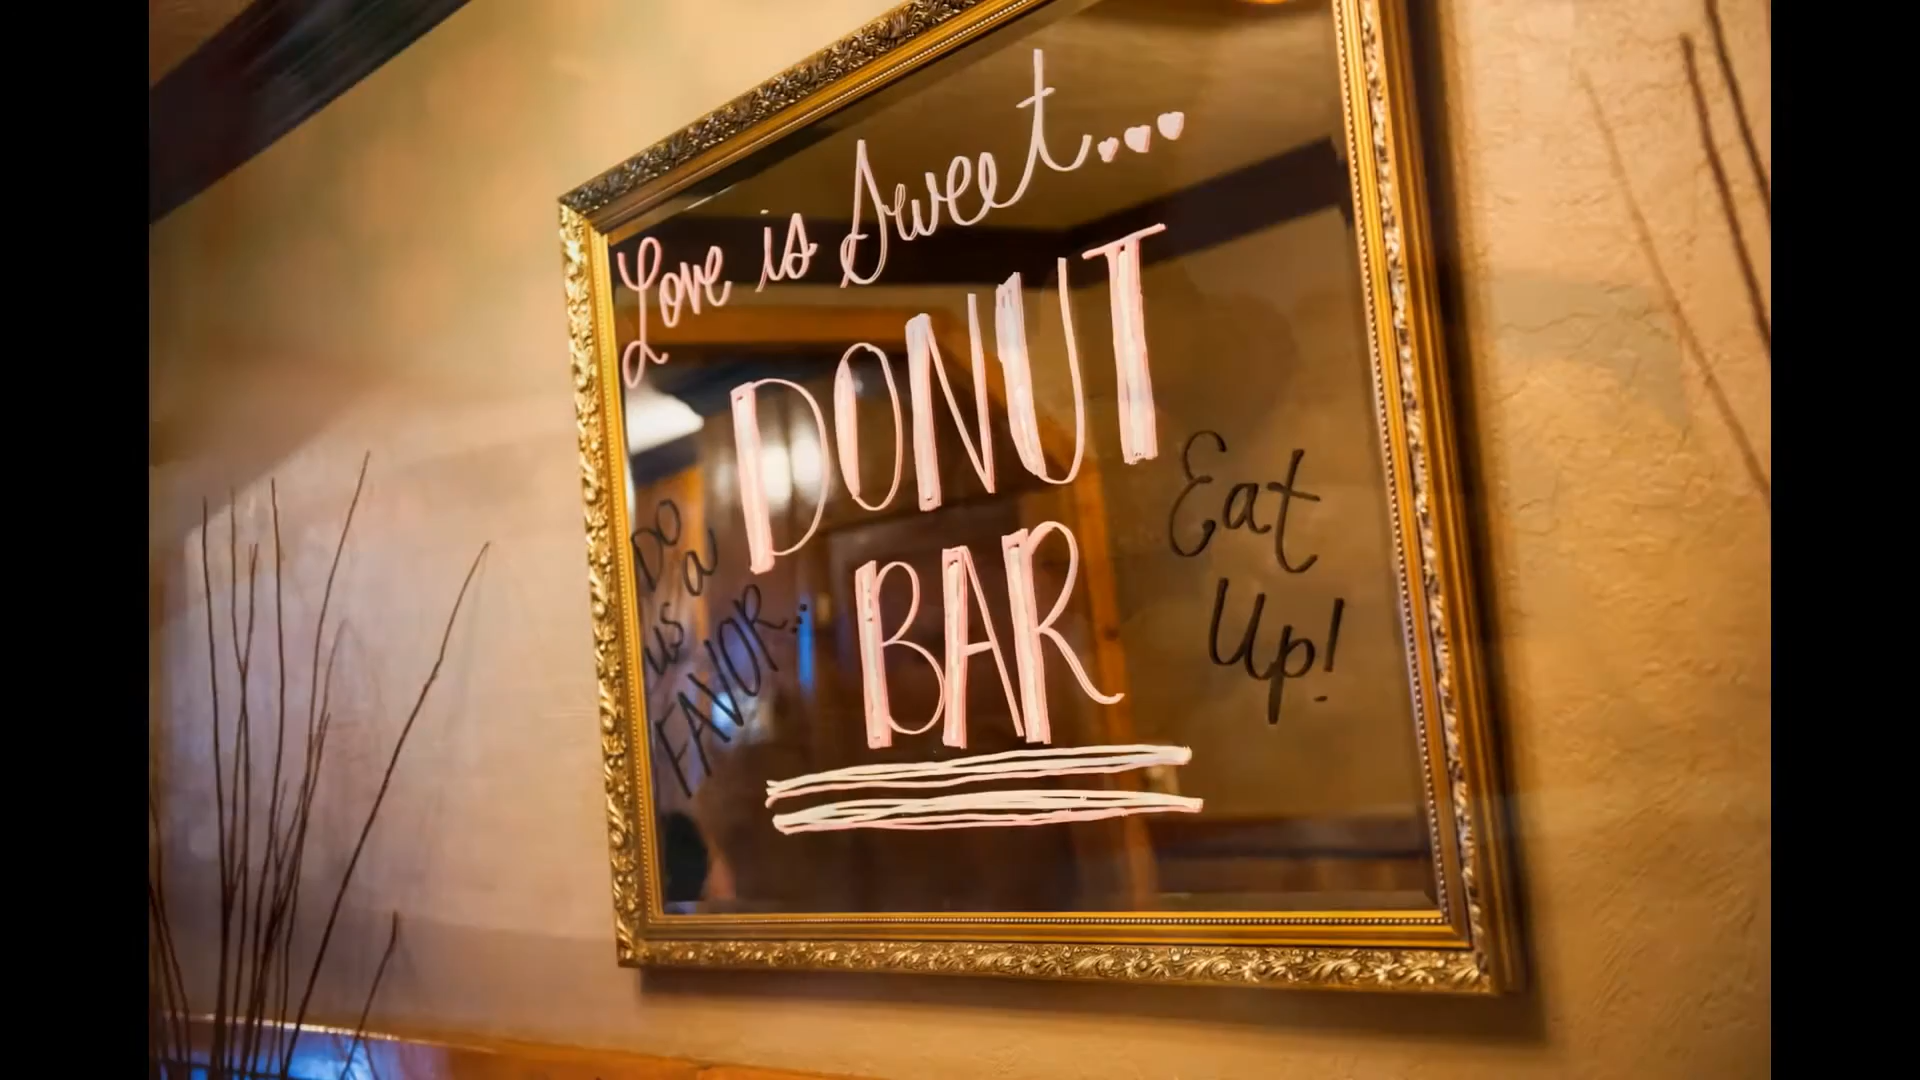 Love is Sweet...
DONUT
BAR
DO
us a
FAVOR...
Eat
Up!